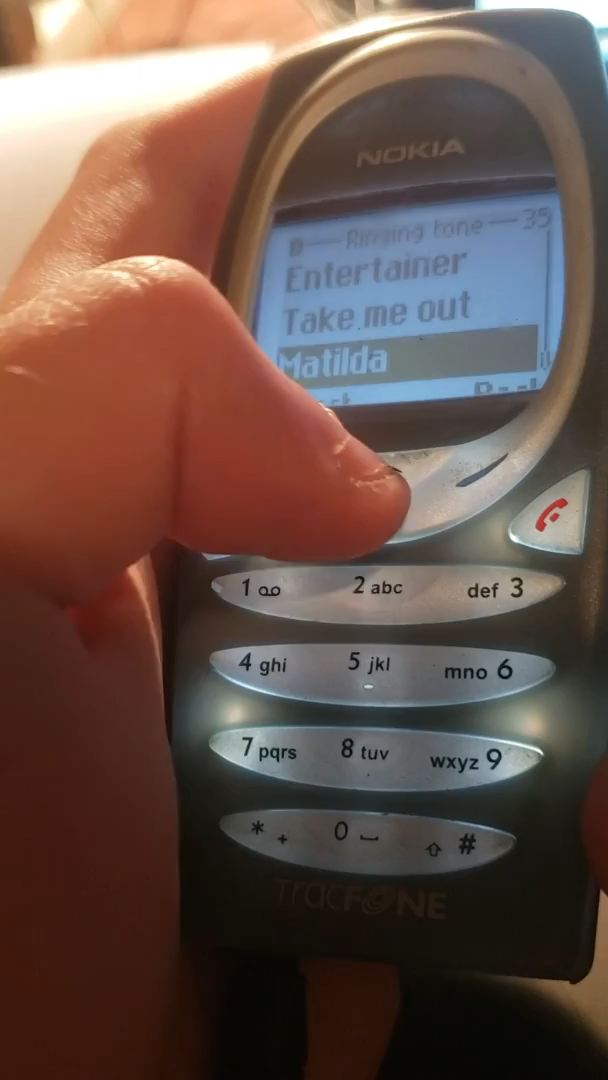 NOKIA
Ringing tone 35
Entertainer
Take me out
Matilda
1 2 abc def 3
4 ghi 5 jkl mno 6
7 pqrs 8 tuv wxyz 9
* + 0 #
TracFONE